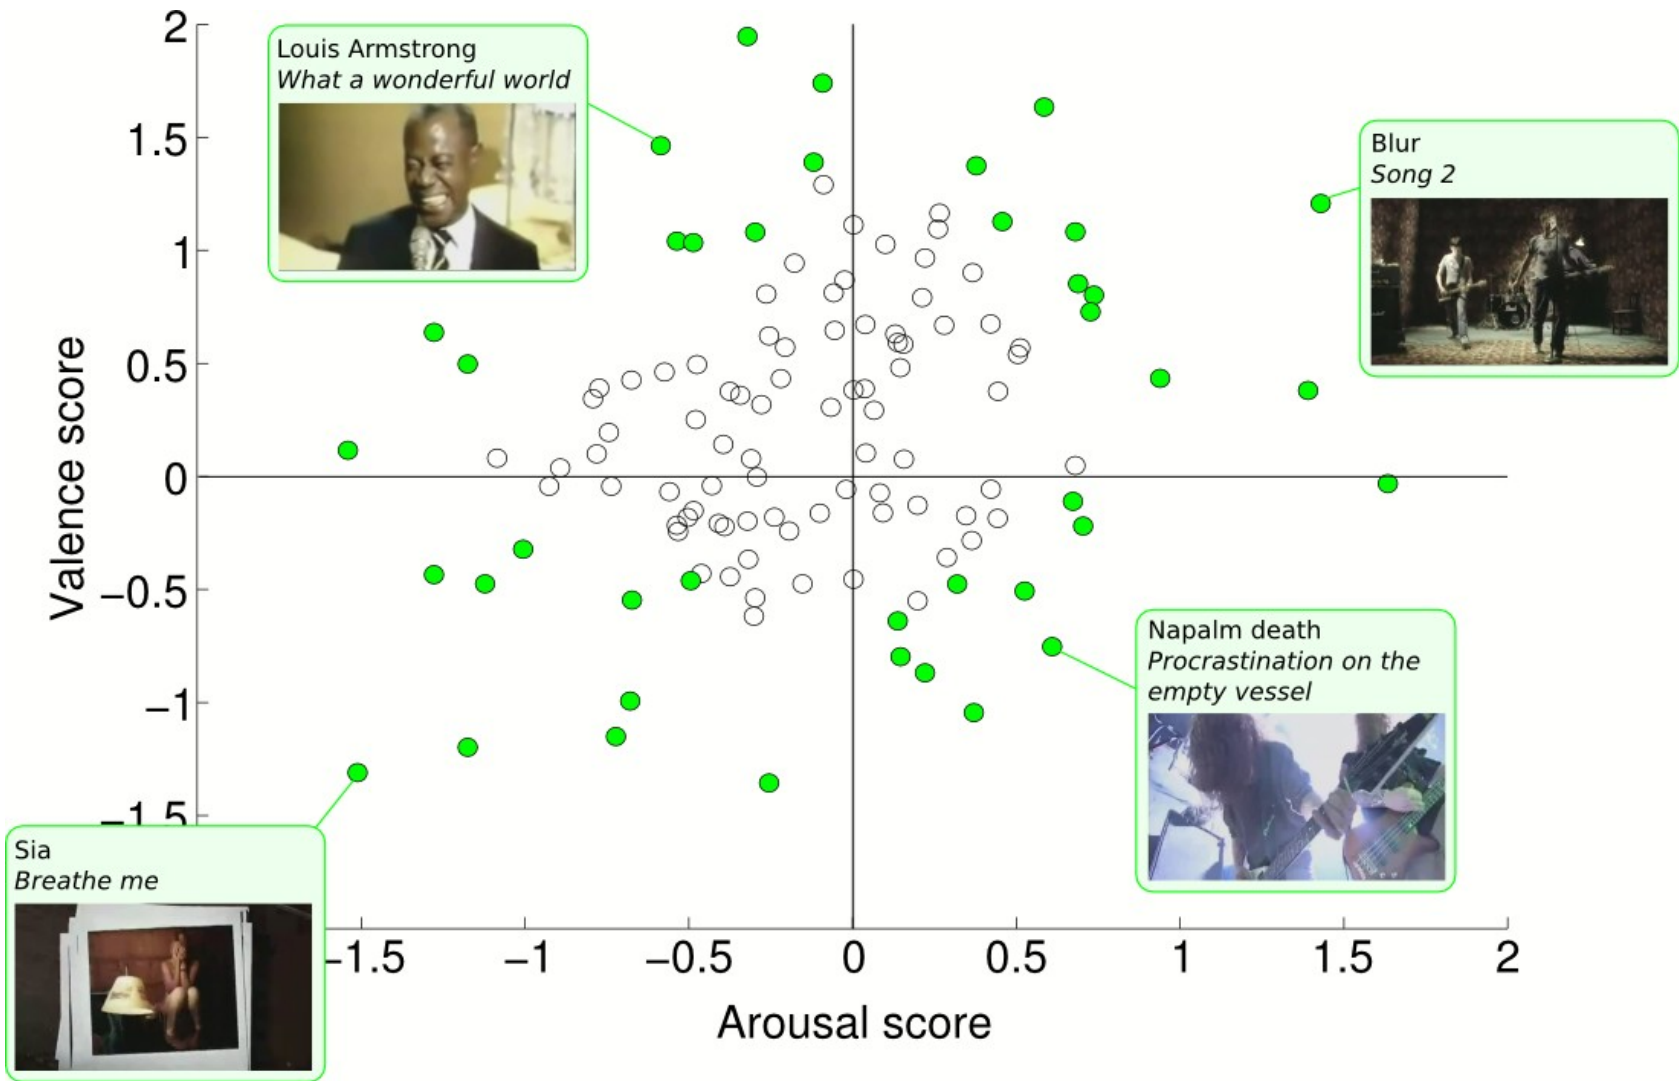 2
Louis Armstrong
What a wonderful world
1.5
Blur
Song 2
1
0.5
Valence score
0
−0.5
Napalm death
Procrastination on the
empty vessel
−1
−1.5
Sia
Breathe me
−1.5
−1
−0.5
0
0.5
1
1.5
2
Arousal score